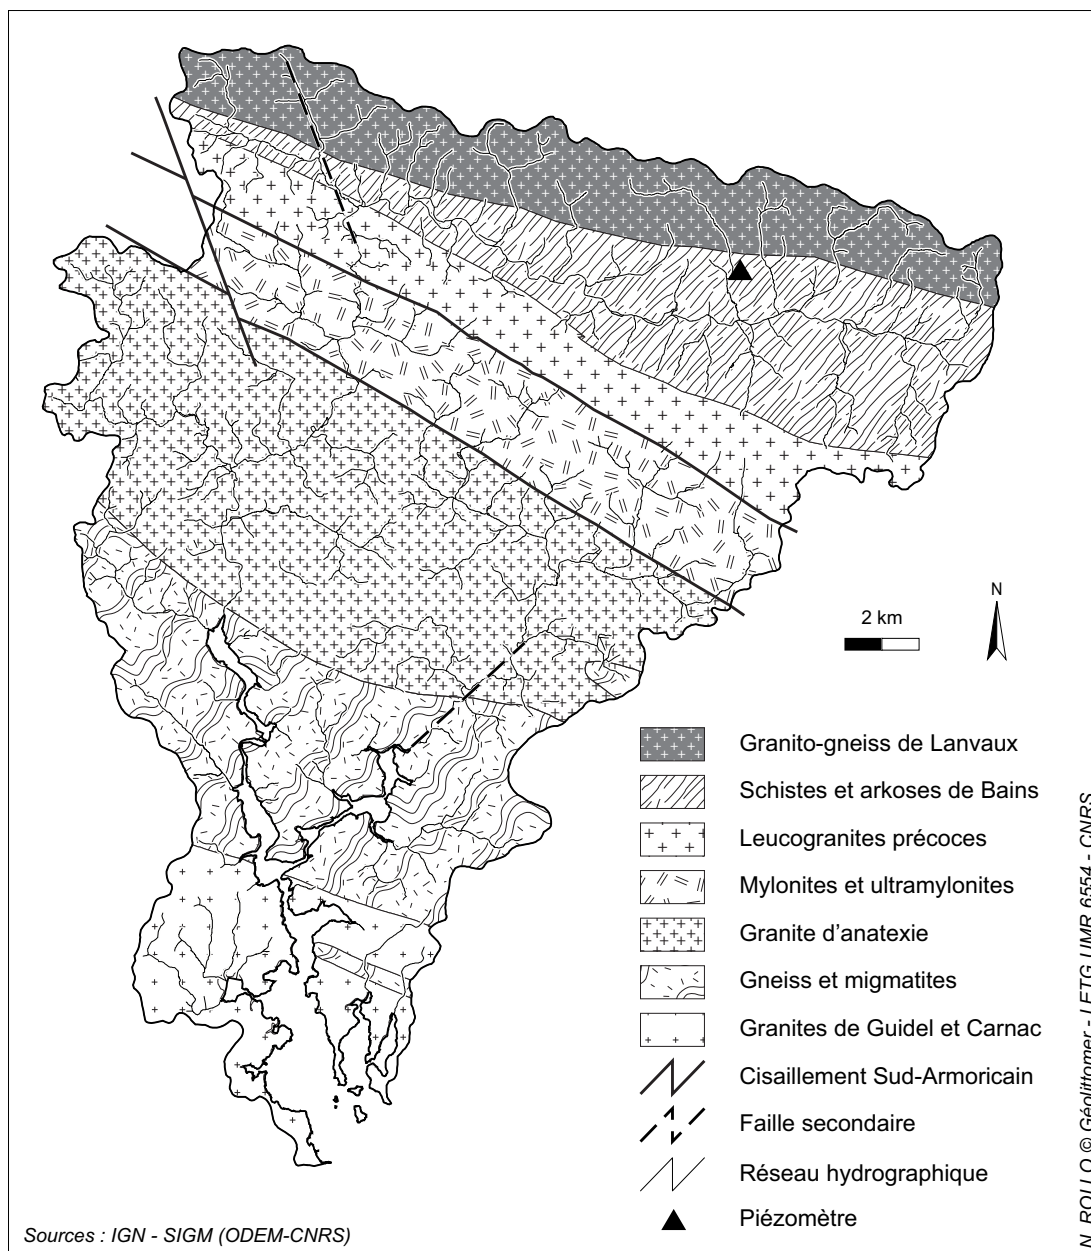 N
2 km
Granito-gneiss de Lanvaux
Schistes et arkoses de Bains
Leucogranites précoces
Mylonites et ultramylonites
Granite d'anatexie
Gneiss et migmatites
Granites de Guidel et Carnac
Cisaillement Sud-Armoricain
Faille secondaire
Réseau hydrographique
Piézomètre
Sources : IGN - SIGM (ODEM-CNRS)
N. ROLLO © Géolittomer - LETG UMR 6554 - CNRS